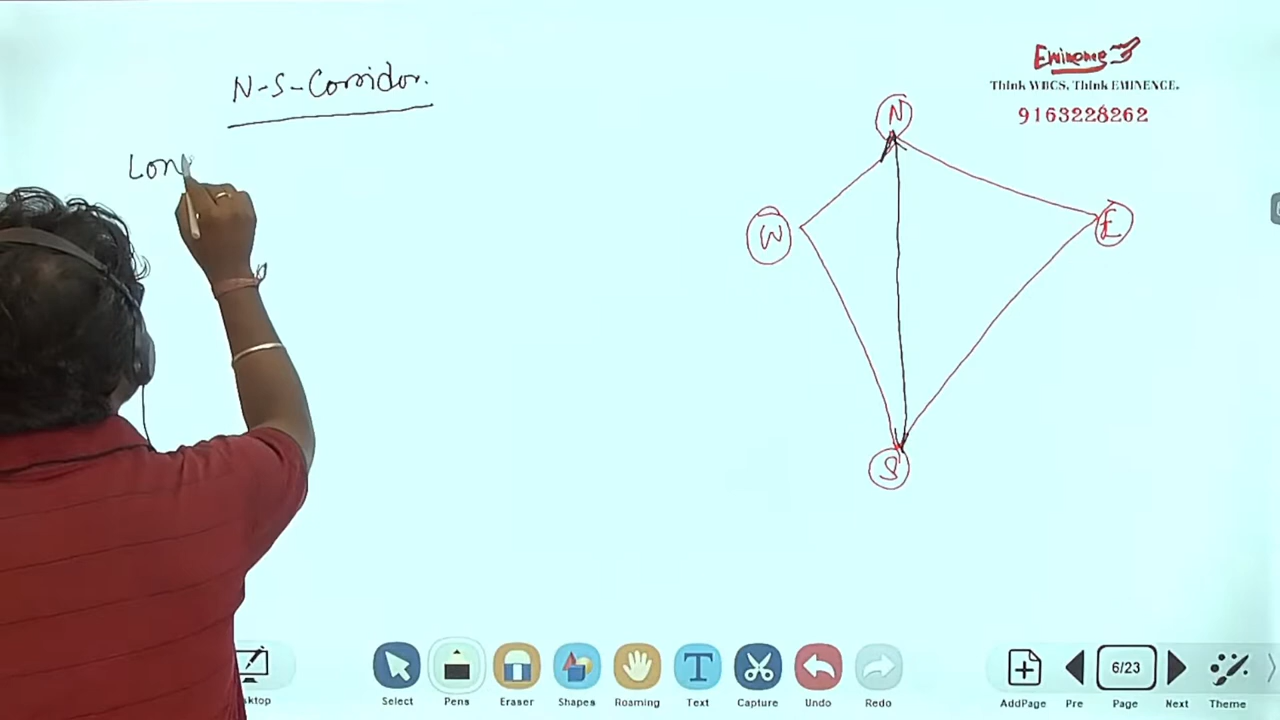 N-S-Corridor.
Eminence
Think WBCS, Think EMINENCE.
9163228262
N
Lon
W
E
S
ktop
Select
Pens
Eraser
Shapes
Roaming
Text
Capture
Undo
Redo
AddPage
Pre
6/23
Page
Next
Theme